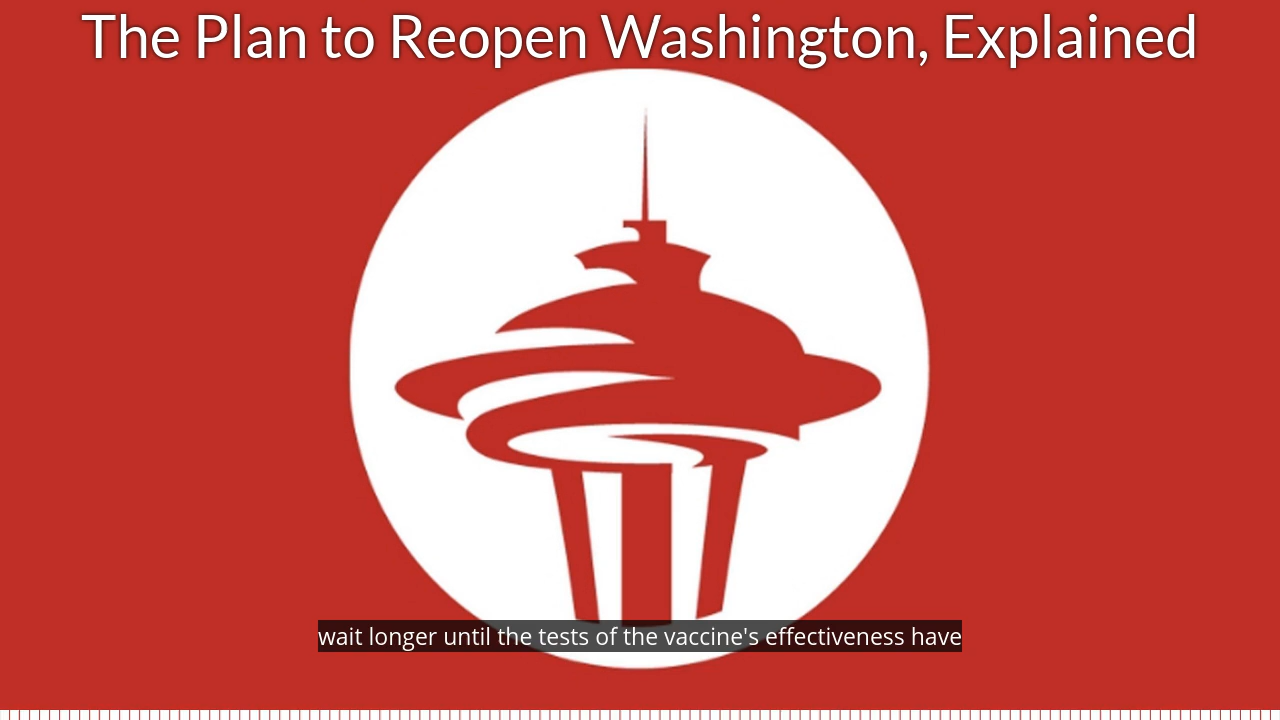 The Plan to Reopen Washington, Explained
wait longer until the tests of the vaccine's effectiveness have